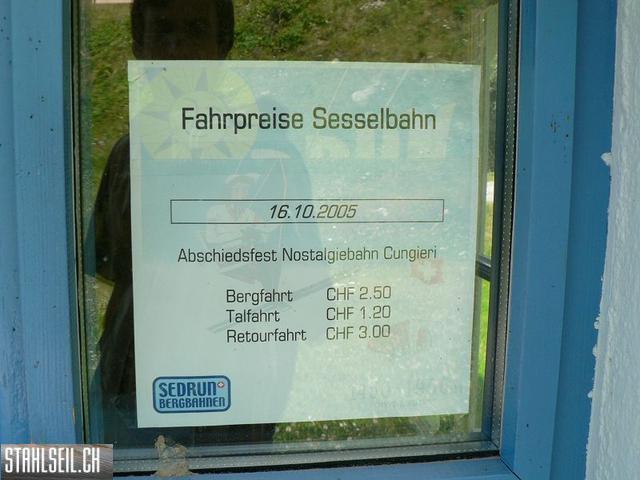 Fahrpreise Sesselbahn
16.10.2005
Abschiedsfest Nostalgiebahn Cungieri
Bergfahrt CHF 2.50
Talfahrt CHF 1.20
Retourfahrt CHF 3.00
SEDRUN
BERGBAHNEN
STAHLSEIL.CH